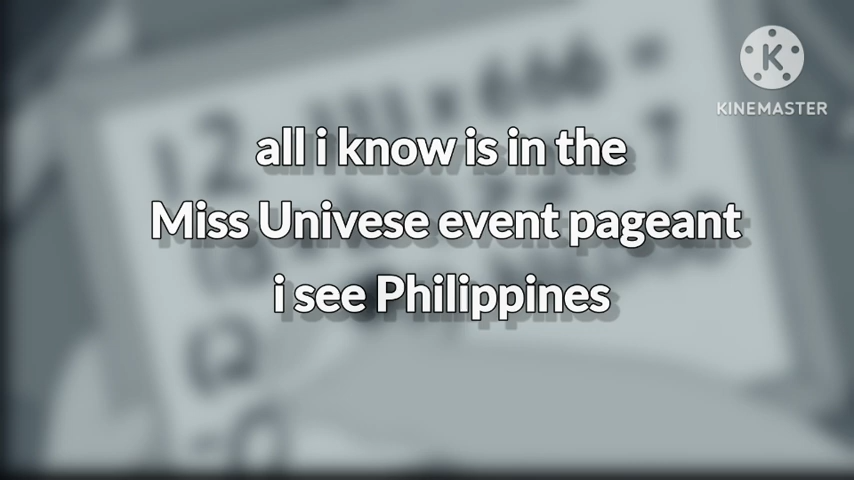 KINEMASTER
all i know is in the
Miss Univese event pageant
i see Philippines